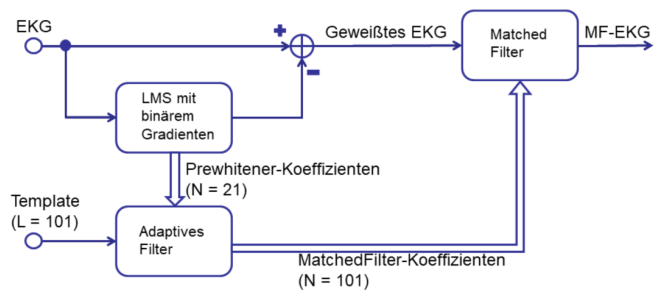 EKG
Geweißtes EKG
Matched
Filter
MF-EKG
+
−
LMS mit
binärem
Gradienten
Prewhitener-Koeffizienten
(N = 21)
Template
(L = 101)
Adaptives
Filter
MatchedFilter-Koeffizienten
(N = 101)